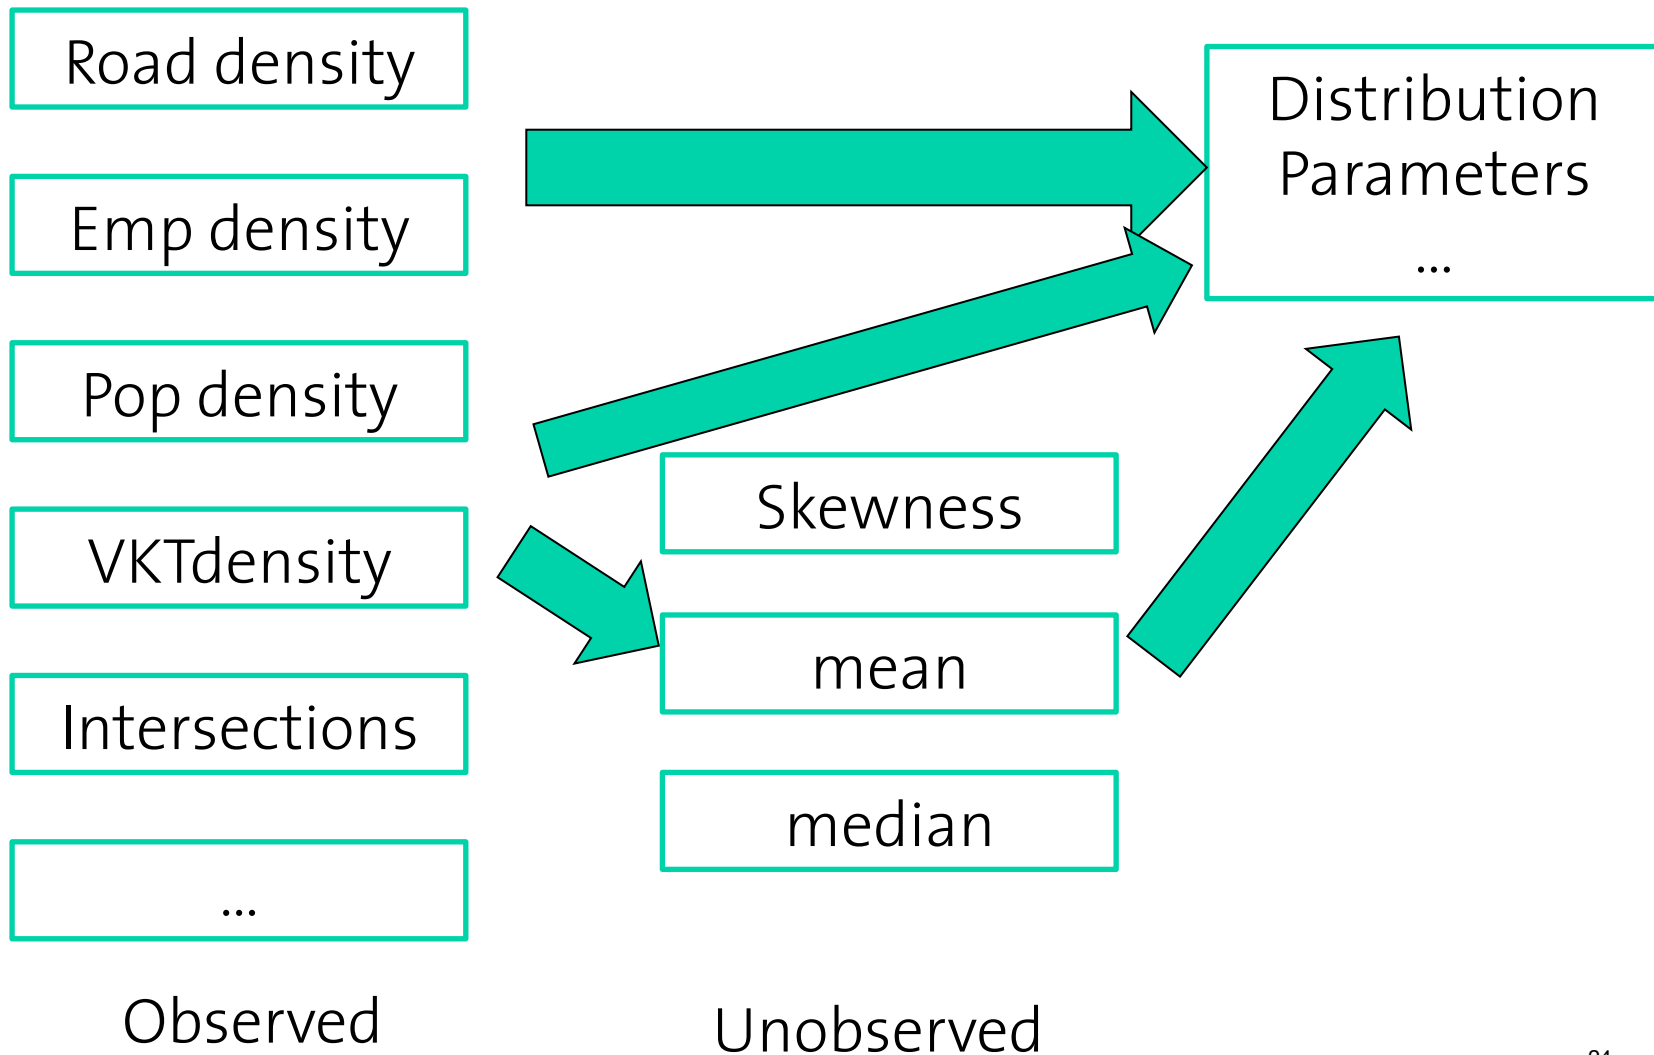 Road density
Emp density
Pop density
VKTdensity
Intersections
...
Observed
Skewness
mean
median
Unobserved
Distribution
Parameters
...